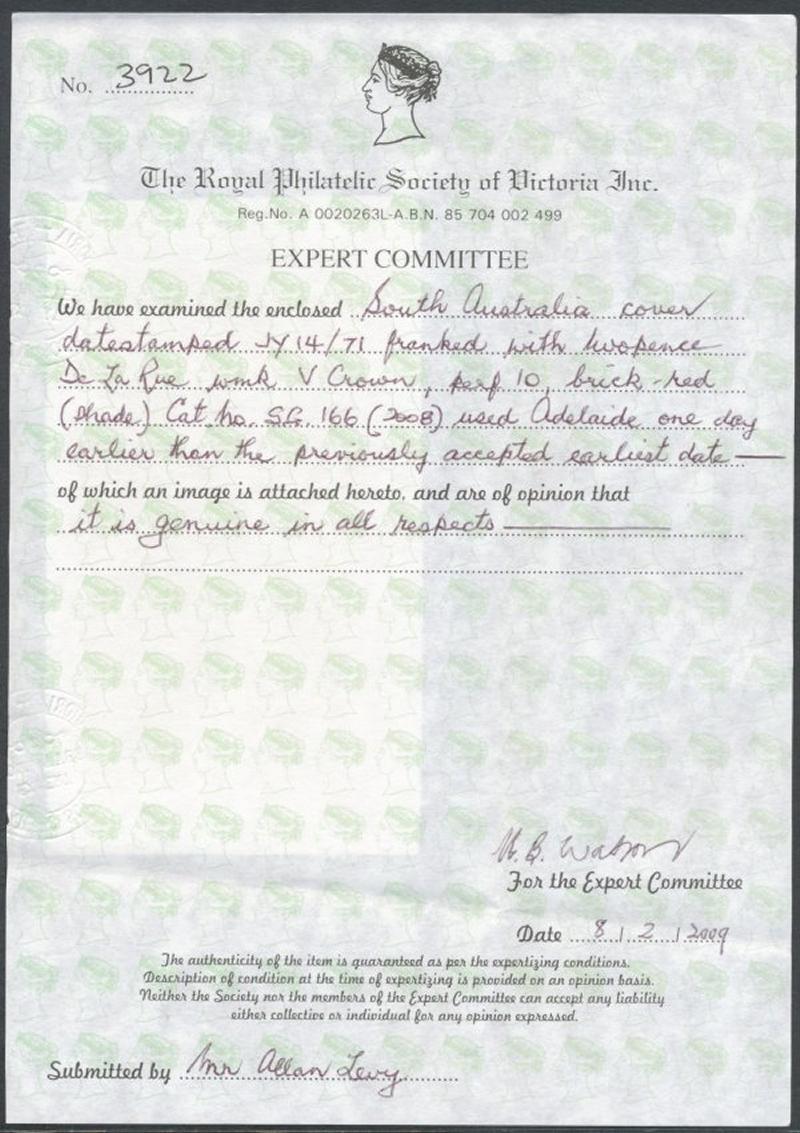 No. 3922
The Royal Philatelic Society of Victoria Inc.
Reg.No. A 0020263L-A.B.N. 85 704 002 499
EXPERT COMMITTEE
We have examined the enclosed South Australia cover
datestamped JY 14/71 franked with twopence
De La Rue wmk V Crown, perf 10, brick-red
(shade) Cat no. SG 166 (2008) used Adelaide one day
earlier than the previously accepted earliest date
of which an image is attached hereto, and are of opinion that
it is genuine in all respects
Watson
For the Expert Committee
Date 8 / 2 / 2009
The authenticity of the item is guaranteed as per the expertizing conditions.
Description of condition at the time of expertizing is provided on an opinion basis.
Neither the Society nor the members of the Expert Committee can accept any liability
either collective or individual for any opinion expressed.
Submitted by Mr Allan Levy